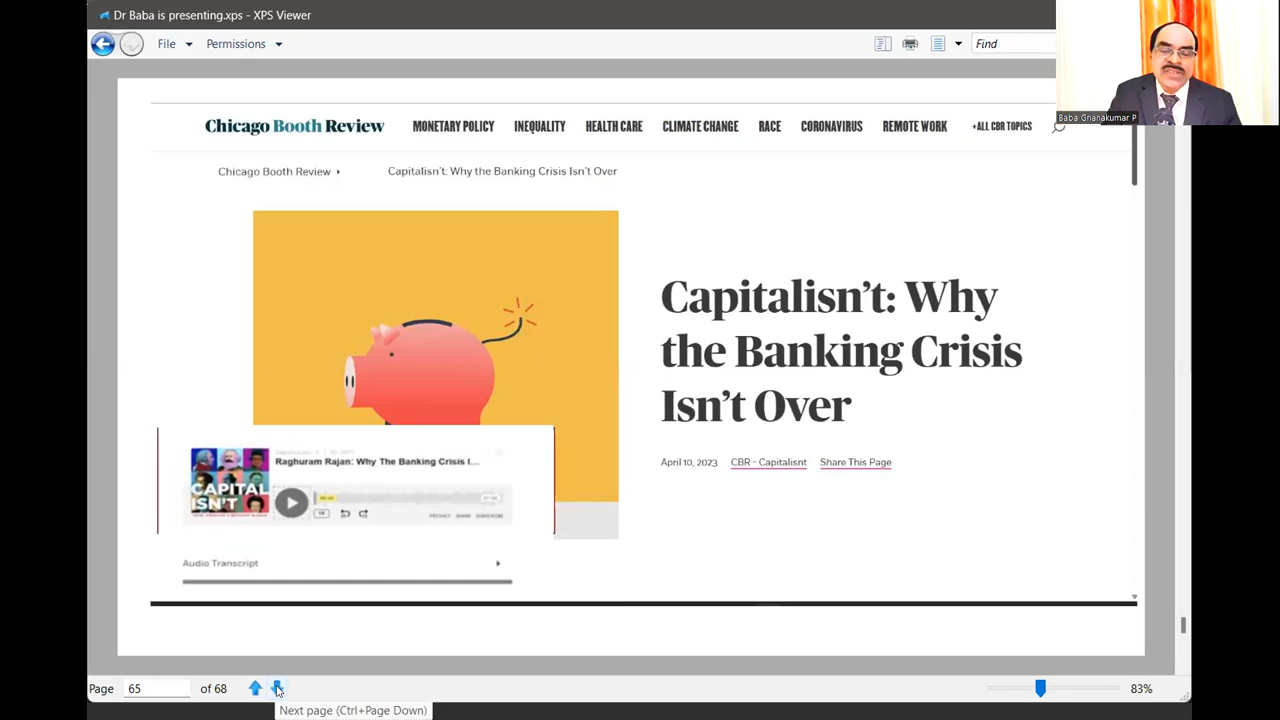 Dr Baba is presenting.xps - XPS Viewer
File Permissions Find
Baba Gnanakumar P
Chicago Booth Review MONETARY POLICY INEQUALITY HEALTH CARE CLIMATE CHANGE RACE CORONAVIRUS REMOTE WORK +ALL CBR TOPICS
Chicago Booth Review Capitalisn't: Why the Banking Crisis Isn't Over
Capitalisn't: Why
the Banking Crisis
Isn't Over
April 10, 2023 CBR - Capitalisnt Share This Page
Raghuram Rajan: Why The Banking Crisis I...
CAPITAL
ISN'T
PRIVACY SHARE SUBSCRIBE
Audio Transcript
Page 65 of 68 83%
Next page (Ctrl+Page Down)